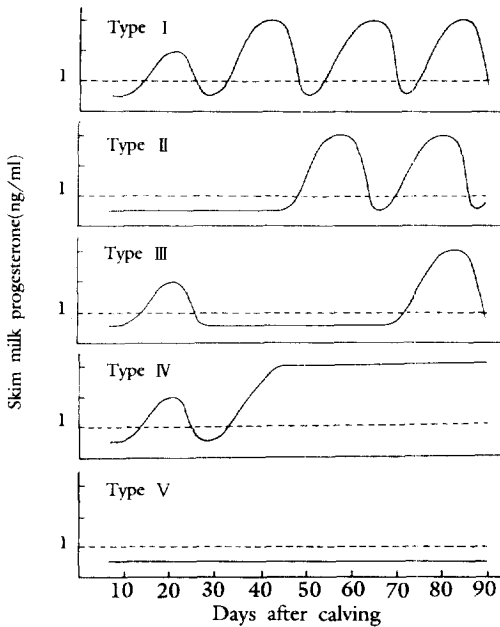 Type I
1
Type II
1
Type III
1
Type IV
1
Type V
1
Skim milk progesterone(ng/ml)
10 20 30 40 50 60 70 80 90
Days after calving